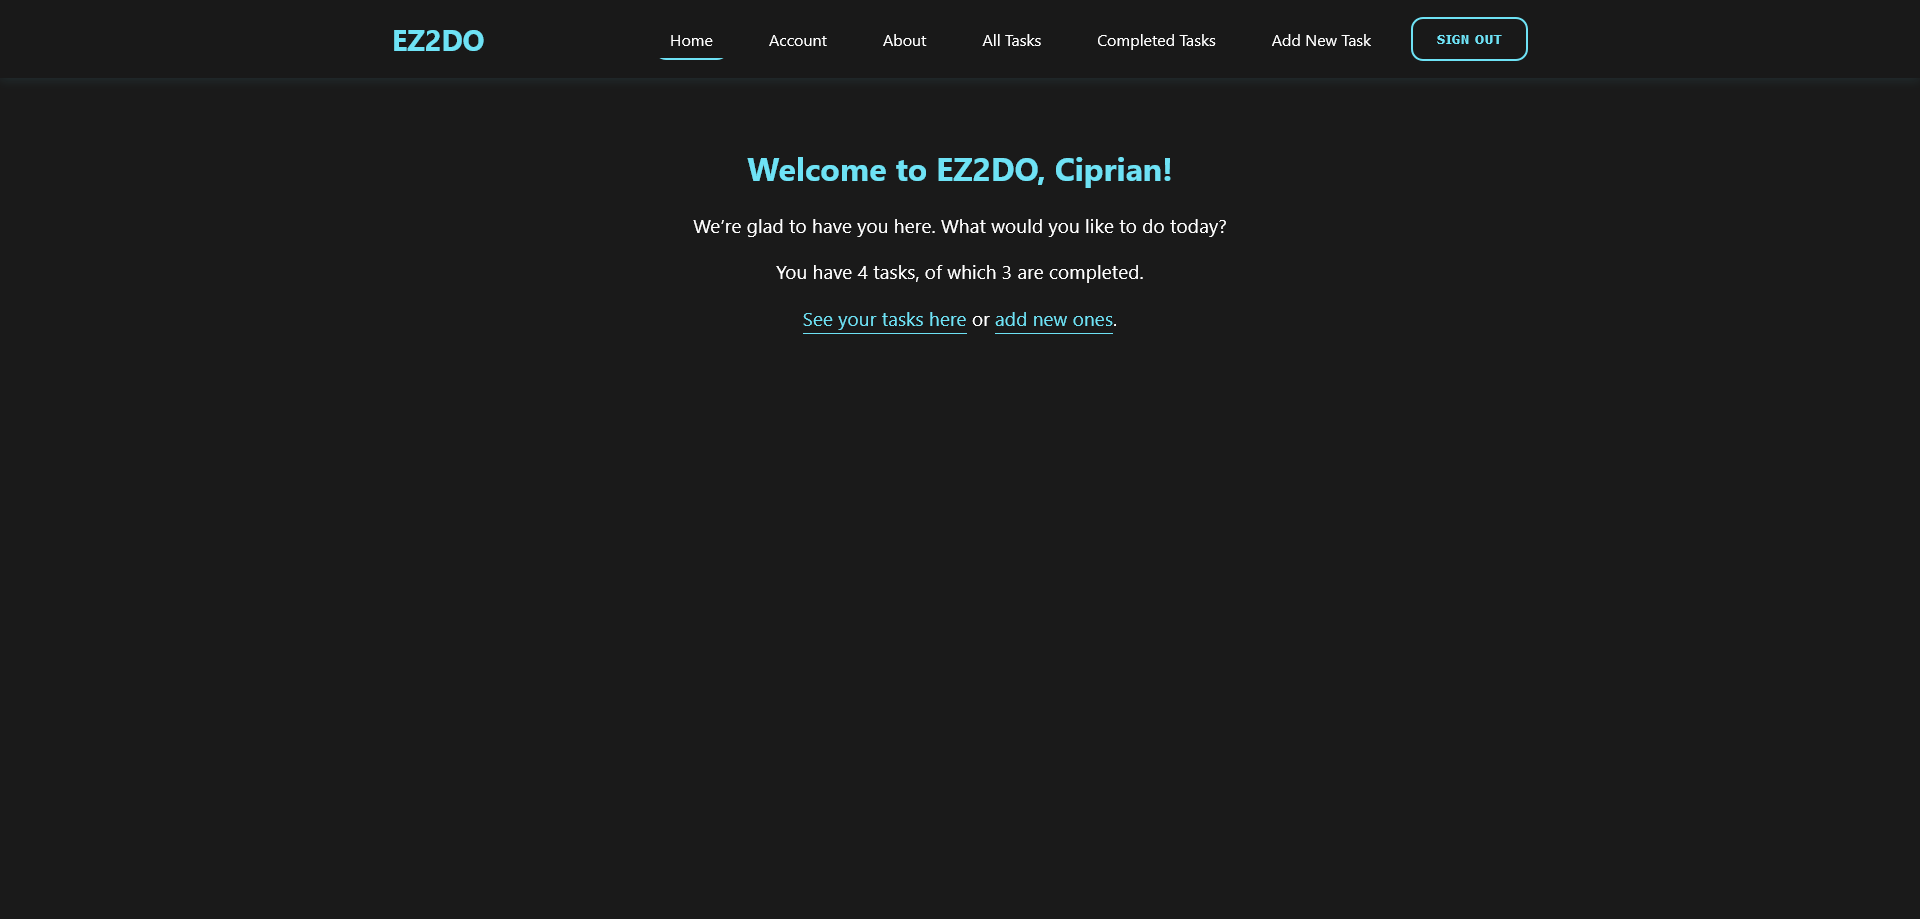 EZ2DO Home Account About All Tasks Completed Tasks Add New Task SIGN OUT
Welcome to EZ2DO, Ciprian!
We’re glad to have you here. What would you like to do today?
You have 4 tasks, of which 3 are completed.
See your tasks here or add new ones.